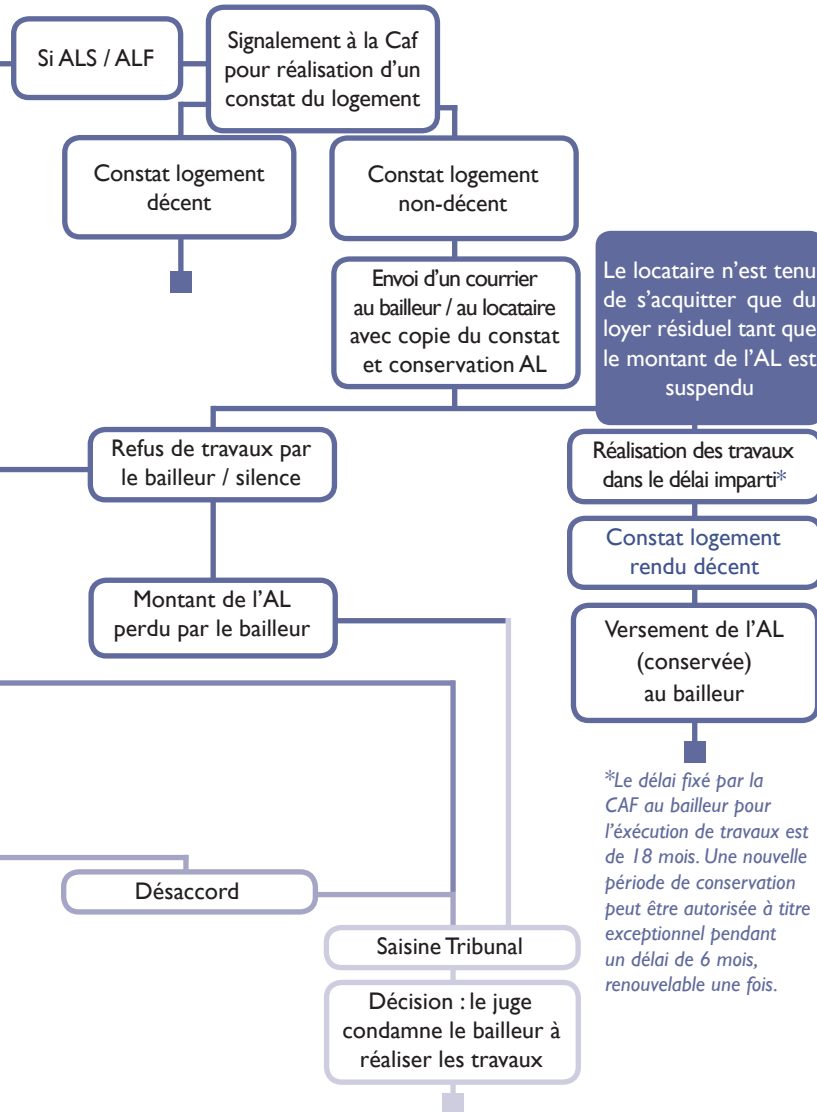 Si ALS / ALF
Signalement à la Caf
pour réalisation d'un
constat du logement
Constat logement
décent
Constat logement
non-décent
Envoi d'un courrier
au bailleur / au locataire
avec copie du constat
et conservation AL
Le locataire n'est tenu
de s'acquitter que du
loyer résiduel tant que
le montant de l'AL est
suspendu
Refus de travaux par
le bailleur / silence
Réalisation des travaux
dans le délai imparti*
Constat logement
rendu décent
Montant de l'AL
perdu par le bailleur
Versement de l'AL
(conservée)
au bailleur
*Le délai fixé par la
CAF au bailleur pour
l'éxécution de travaux est
de 18 mois. Une nouvelle
période de conservation
peut être autorisée à titre
exceptionnel pendant
un délai de 6 mois,
renouvelable une fois.
Désaccord
Saisine Tribunal
Décision : le juge
condamne le bailleur à
réaliser les travaux